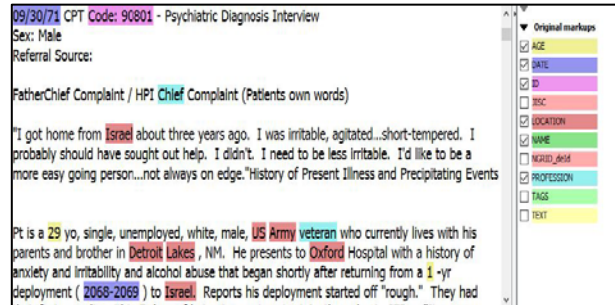 09/30/71 CPT Code: 90801 - Psychiatric Diagnosis Interview
Sex: Male
Referral Source:
FatherChief Complaint / HPI Chief Complaint (Patients own words)
"I got home from Israel about three years ago.  I was irritable, agitated...short-tempered.  I
probably should have sought out help.  I didn't.  I need to be less irritable.  I'd like to be a
more easy going person...not always on edge."History of Present Illness and Precipitating Events
Pt is a 29 yo, single, unemployed, white, male, US Army veteran who currently lives with his
parents and brother in Detroit Lakes , NM.  He presents to Oxford Hospital with a history of
anxiety and irritability and alcohol abuse that began shortly after returning from a 1 -yr
deployment ( 2068-2069 ) to Israel.  Reports his deployment started off "rough."  They had
Original markups
AGE
DATE
ID
LOCATION
NAME
PROFESSION
TAGS
TEXT